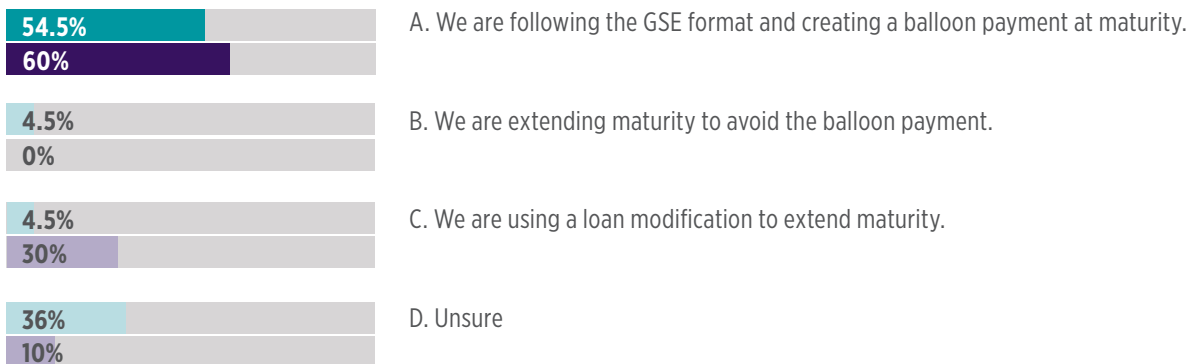 54.5%
A. We are following the GSE format and creating a balloon payment at maturity.
60%
4.5%
B. We are extending maturity to avoid the balloon payment.
0%
4.5%
C. We are using a loan modification to extend maturity.
30%
36%
D. Unsure
10%